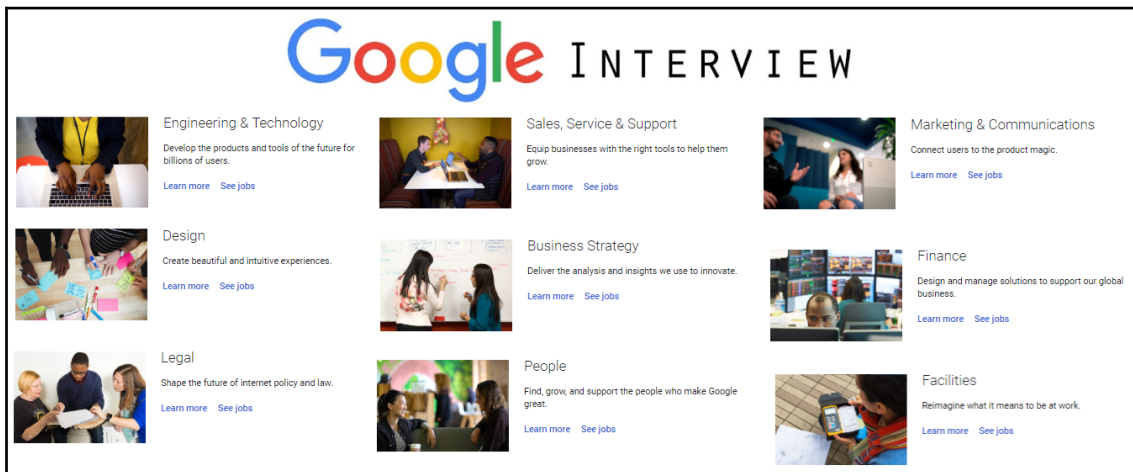 Google INTERVIEW
Engineering & Technology
Develop the products and tools of the future for
billions of users.
Learn more See jobs
Sales, Service & Support
Equip businesses with the right tools to help them
grow.
Learn more See jobs
Marketing & Communications
Connect users to the product magic.
Learn more See jobs
Design
Create beautiful and intuitive experiences.
Learn more See jobs
Business Strategy
Deliver the analysis and insights we use to innovate.
Learn more See jobs
Finance
Design and manage solutions to support our global
business.
Learn more See jobs
Legal
Shape the future of internet policy and law.
Learn more See jobs
People
Find, grow, and support the people who make Google
great.
Learn more See jobs
Facilities
Reimagine what it means to be at work.
Learn more See jobs